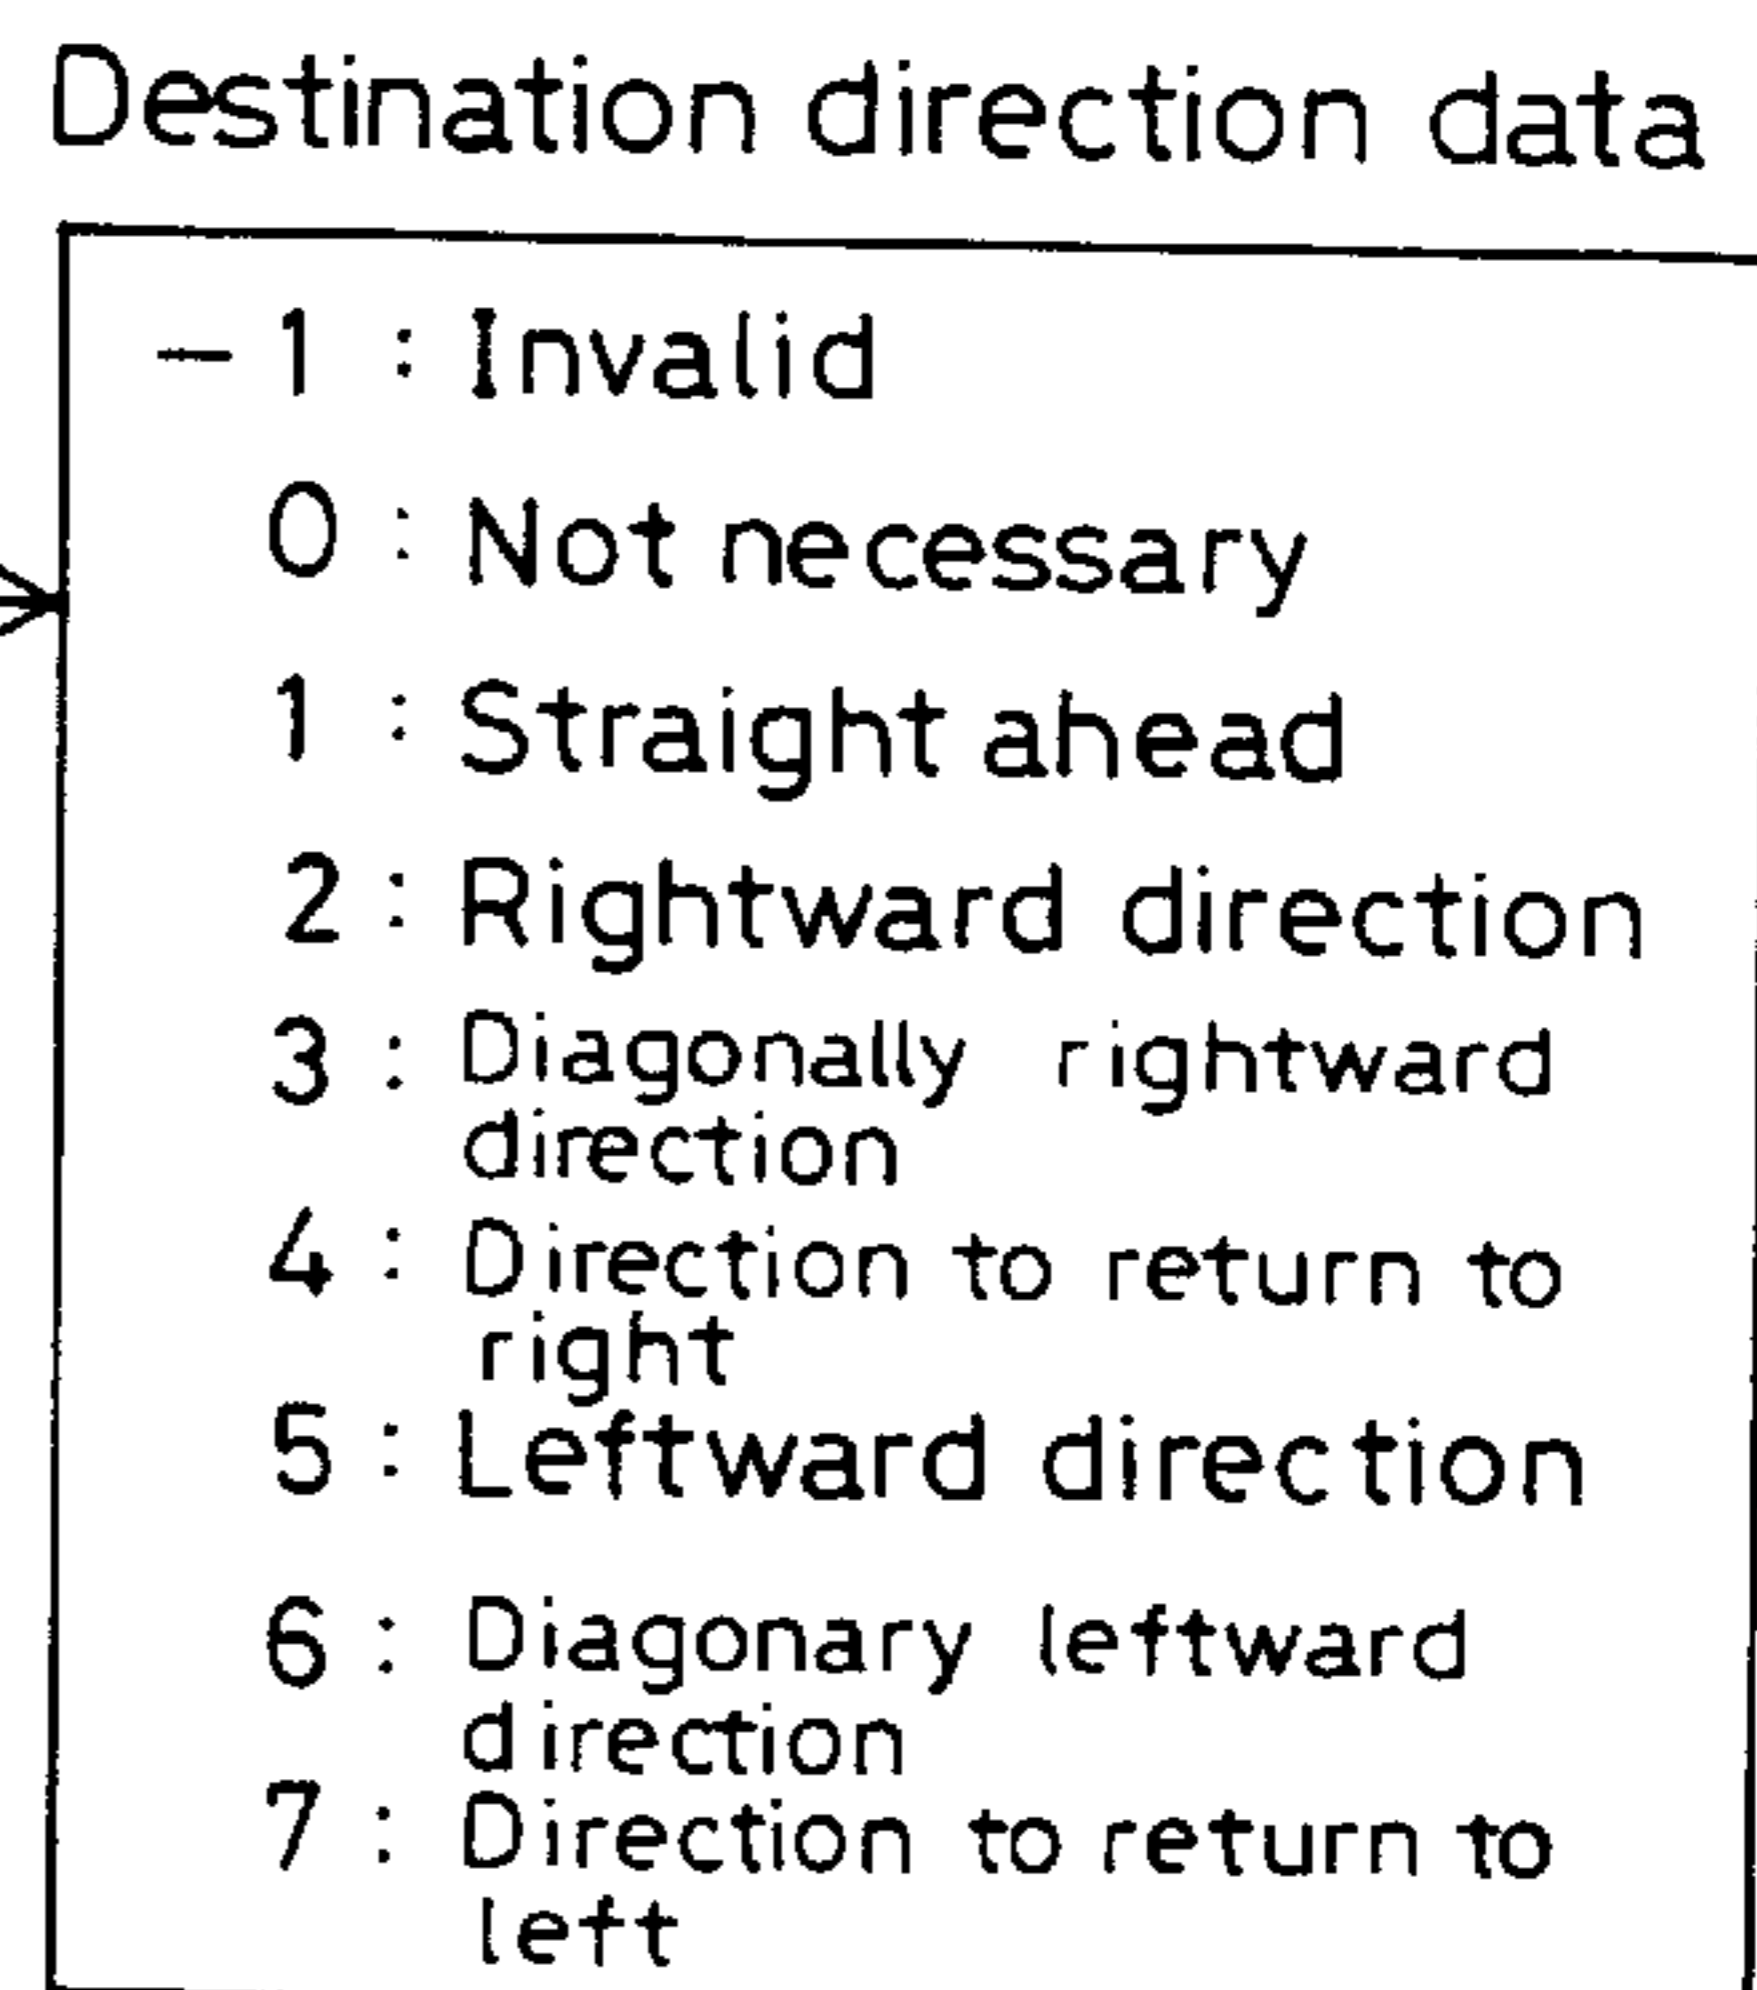 Destination direction data
-1 : Invalid
0 : Not necessary
1 : Straight ahead
2 : Rightward direction
3 : Diagonally rightward
direction
4 : Direction to return to
right
5 : Leftward direction
6 : Diagonary leftward
direction
7 : Direction to return to
left